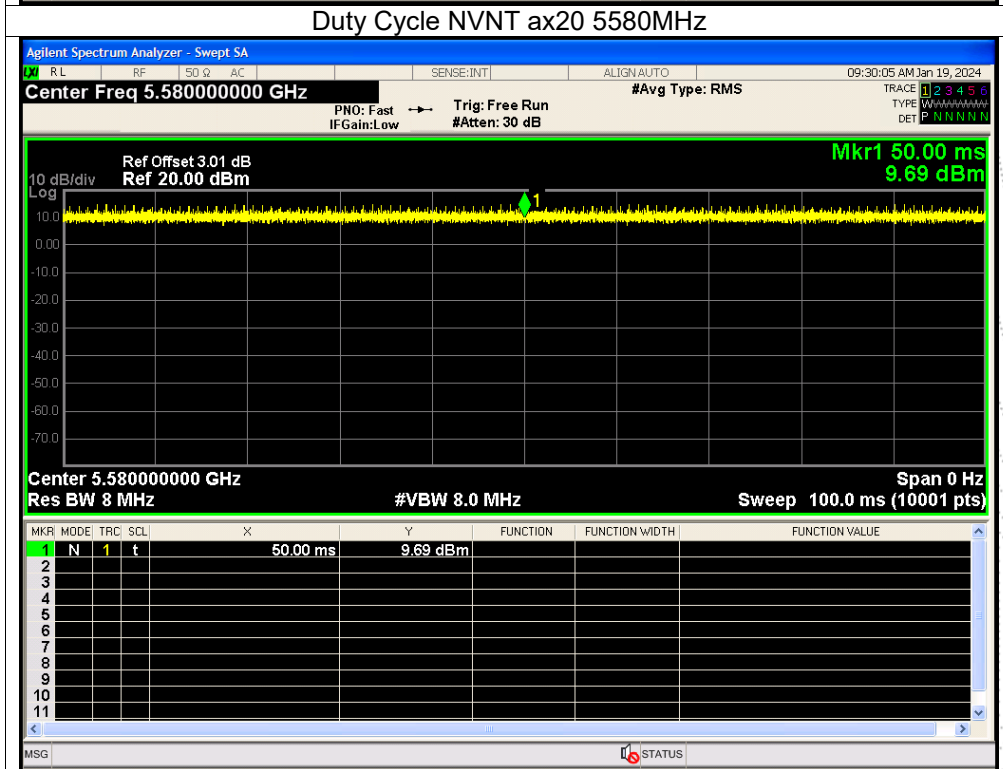 Duty Cycle NVNT ax20 5580MHz
Agilent Spectrum Analyzer - Swept SA
LXI RL RF 50 Ω AC SENSE:INT ALIGN AUTO 09:30:05 AM Jan 19, 2024
Center Freq 5.580000000 GHz #Avg Type: RMS TRACE 1 2 3 4 5 6
PNO: Fast Trig: Free Run TYPE W
IFGain:Low #Atten: 30 dB DET P N N N N N
Mkr1 50.00 ms
Ref Offset 3.01 dB
10 dB/div Ref 20.00 dBm 9.69 dBm
Log
1
10.0
0.00
-10.0
-20.0
-30.0
-40.0
-50.0
-60.0
-70.0
Center 5.580000000 GHz Span 0 Hz
Res BW 8 MHz #VBW 8.0 MHz Sweep 100.0 ms (10001 pts)
MKR MODE TRC SCL X Y FUNCTION FUNCTION WIDTH FUNCTION VALUE
1 N 1 t 50.00 ms 9.69 dBm
2
3
4
5
6
7
8
9
10
11
MSG STATUS